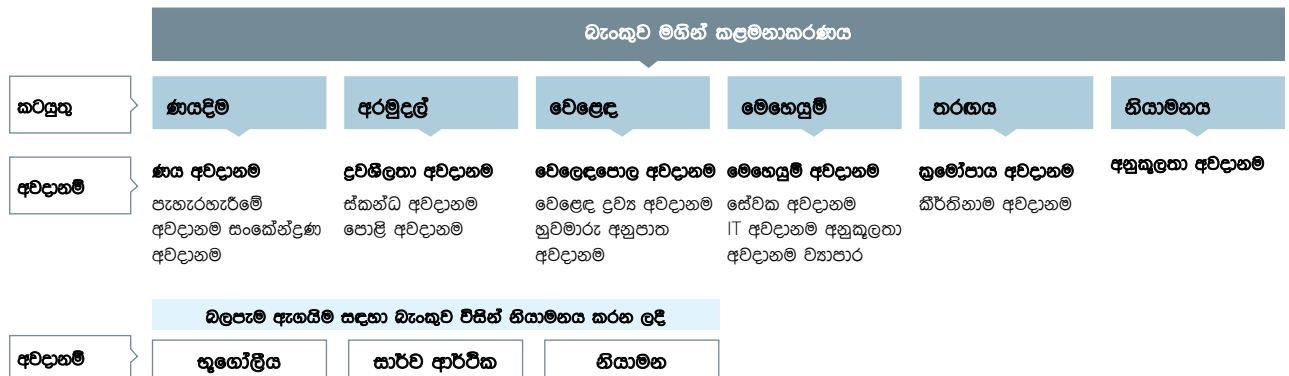 බැංකුව මගින් කළමනාකරණය
කටයුතු
ණයදිම
අරමුදල්
වෙළෙඳ
මෙහෙයුම්
තරඟය
නියාමනය
අවදානම්
ණය අවදානම
පැහැරහැරීමේ
අවදානම සංකේන්ද්‍රණ
අවදානම
ද්‍රවශීලතා අවදානම
ස්කන්ධ අවදානම
පොළී අවදානම
වෙලෙඳපොල අවදානම
වෙළෙඳ ද්‍රව්‍ය අවදානම
හුවමාරු අනුපාත
අවදානම
මෙහෙයුම් අවදානම
සේවක අවදානම
IT අවදානම අනුකූලතා
අවදානම ව්‍යාපාර
ක්‍රමෝපාය අවදානම
කීර්තිනාම අවදානම
අනුකූලතා අවදානම
බලපැම ඇගයිම සඳහා බැංකුව විසින් නියාමනය කරන ලදී
අවදානම්
භූගෝලීය
සාර්ව ආර්ථික
නියාමන